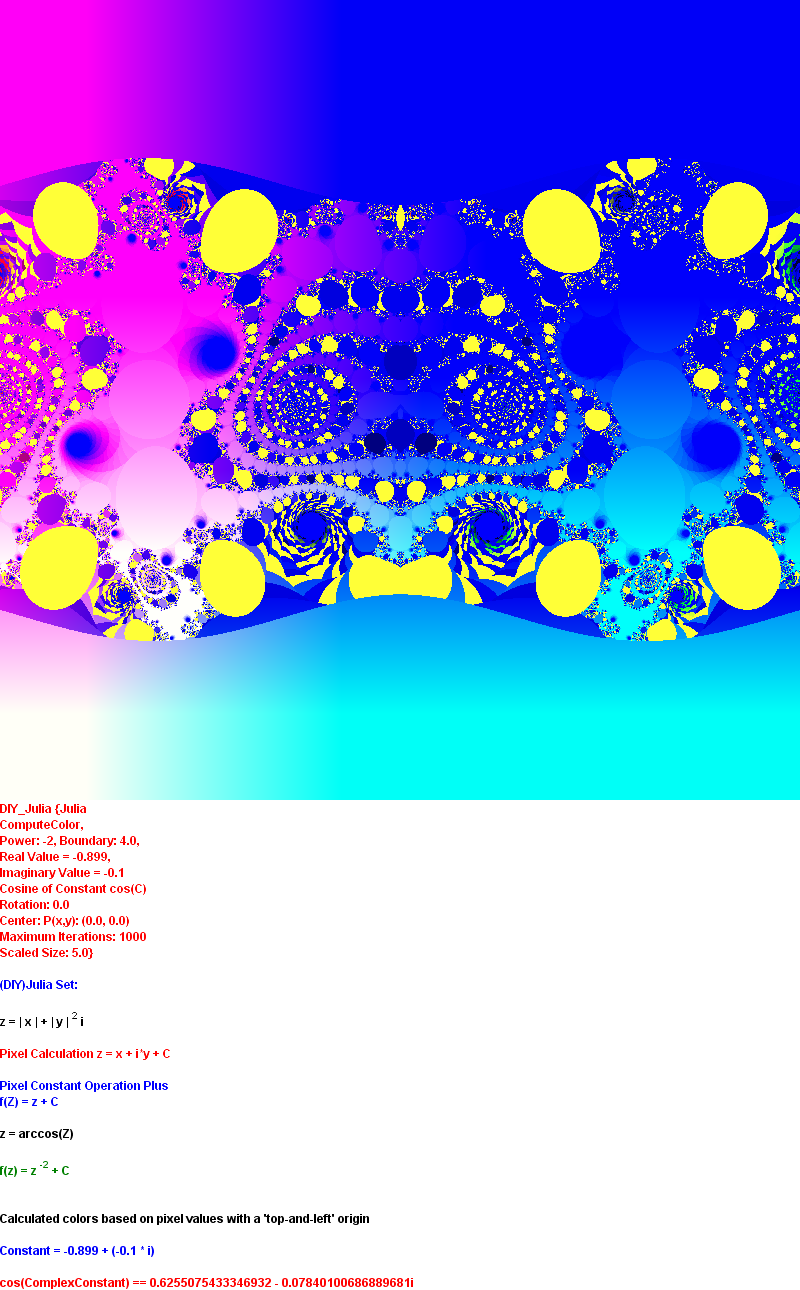 DIY_Julia {Julia
ComputeColor,
Power: -2, Boundary: 4.0,
Real Value = -0.899,
Imaginary Value = -0.1
Cosine of Constant cos(C)
Rotation: 0.0
Center: P(x,y): (0.0, 0.0)
Maximum Iterations: 1000
Scaled Size: 5.0}
(DIY)Julia Set:
z = | x | + | y | 2 i
Pixel Calculation z = x + i*y + C
Pixel Constant Operation Plus
f(Z) = z + C
z = arccos(Z)
f(z) = z -2 + C
Calculated colors based on pixel values with a 'top-and-left' origin
Constant = -0.899 + (-0.1 * i)
cos(ComplexConstant) == 0.6255075433346932 - 0.07840100686889681i